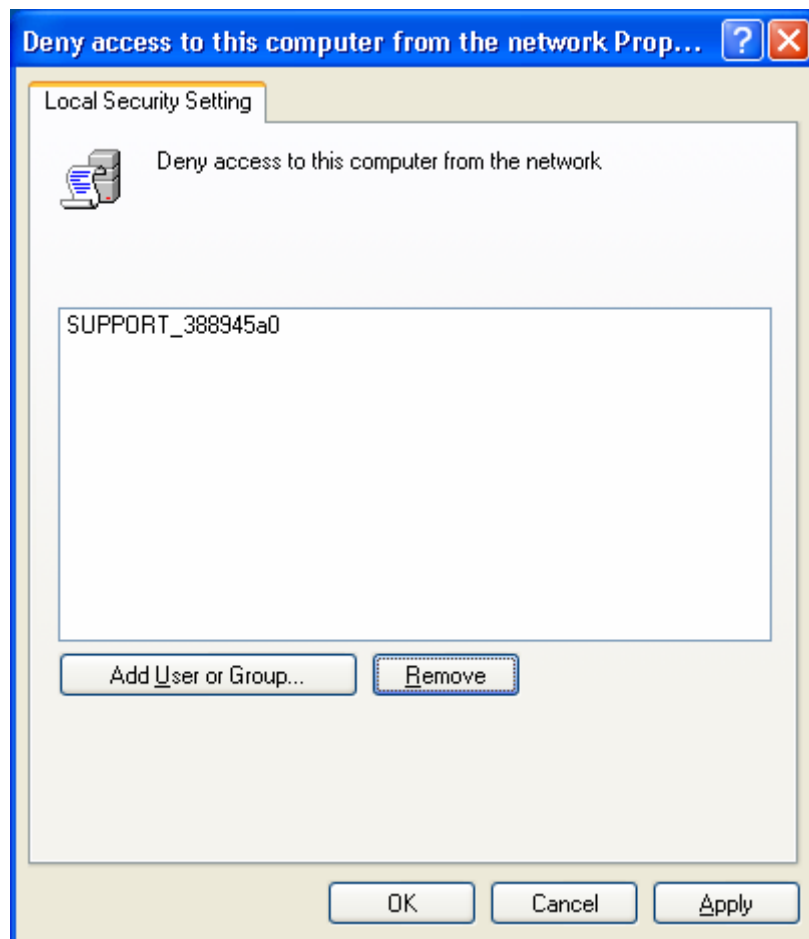 Deny access to this computer from the network Prop...
Local Security Setting
Deny access to this computer from the network
SUPPORT_388945a0
Add User or Group...
Remove
OK
Cancel
Apply